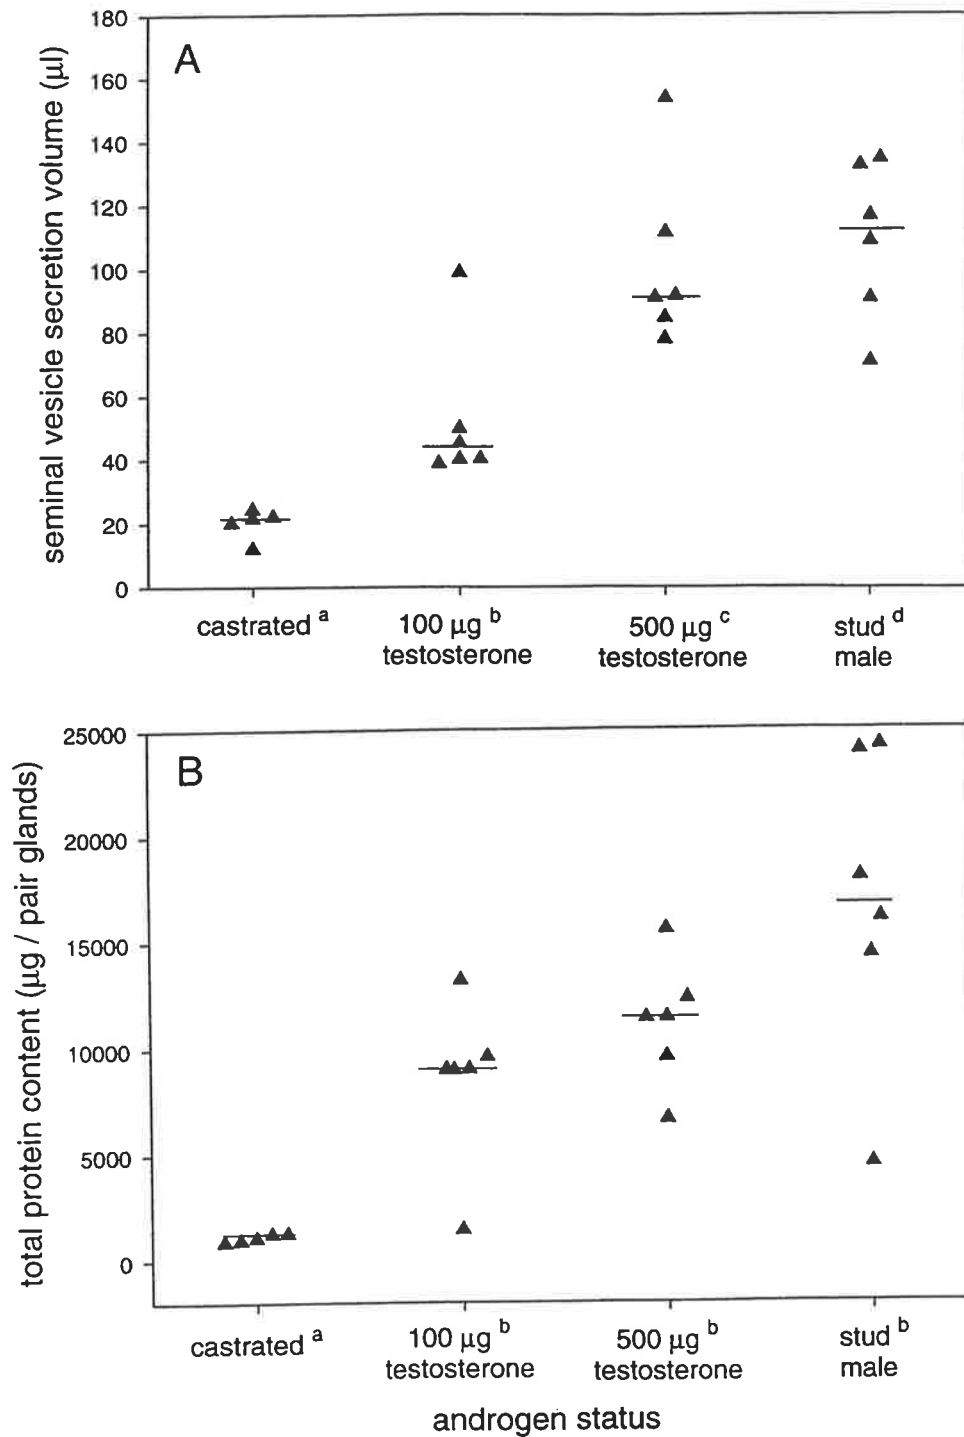 A
seminal vesicle secretion volume (μl)
180
160
140
120
100
80
60
40
20
0
castrated a
100 μg b
testosterone
500 μg c
testosterone
stud d
male
B
total protein content (μg / pair glands)
25000
20000
15000
10000
5000
0
castrated a
100 μg b
testosterone
500 μg b
testosterone
stud b
male
androgen status